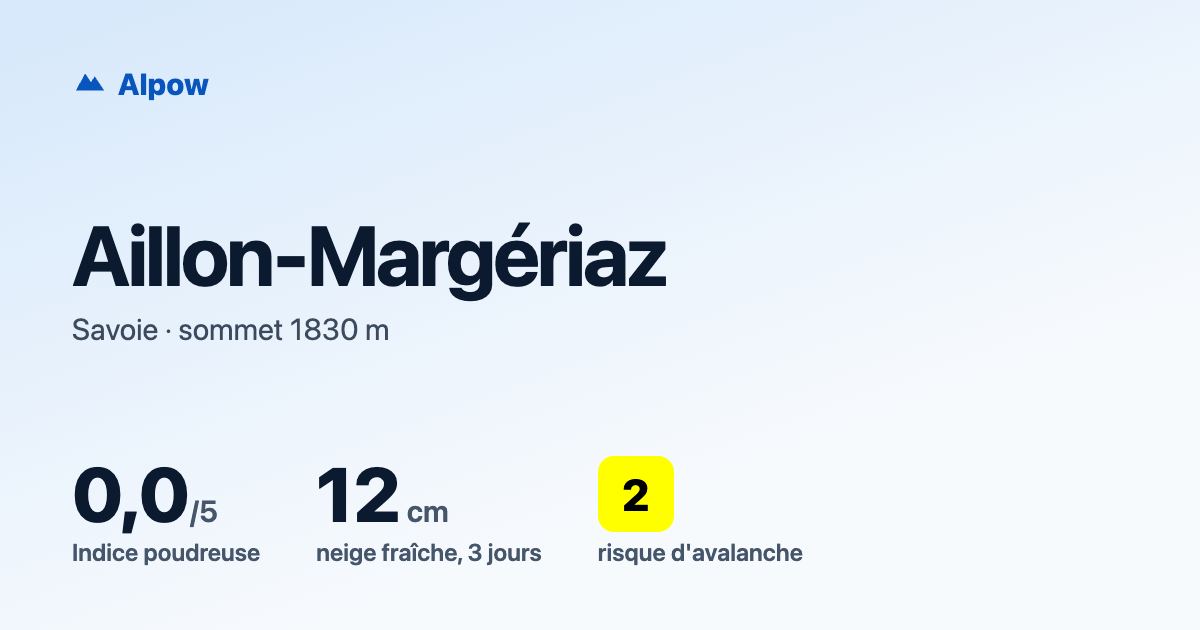 Alpow
Aillon-Margériaz
Savoie · sommet 1830 m
0,0/5
Indice poudreuse
12 cm
neige fraîche, 3 jours
2
risque d'avalanche